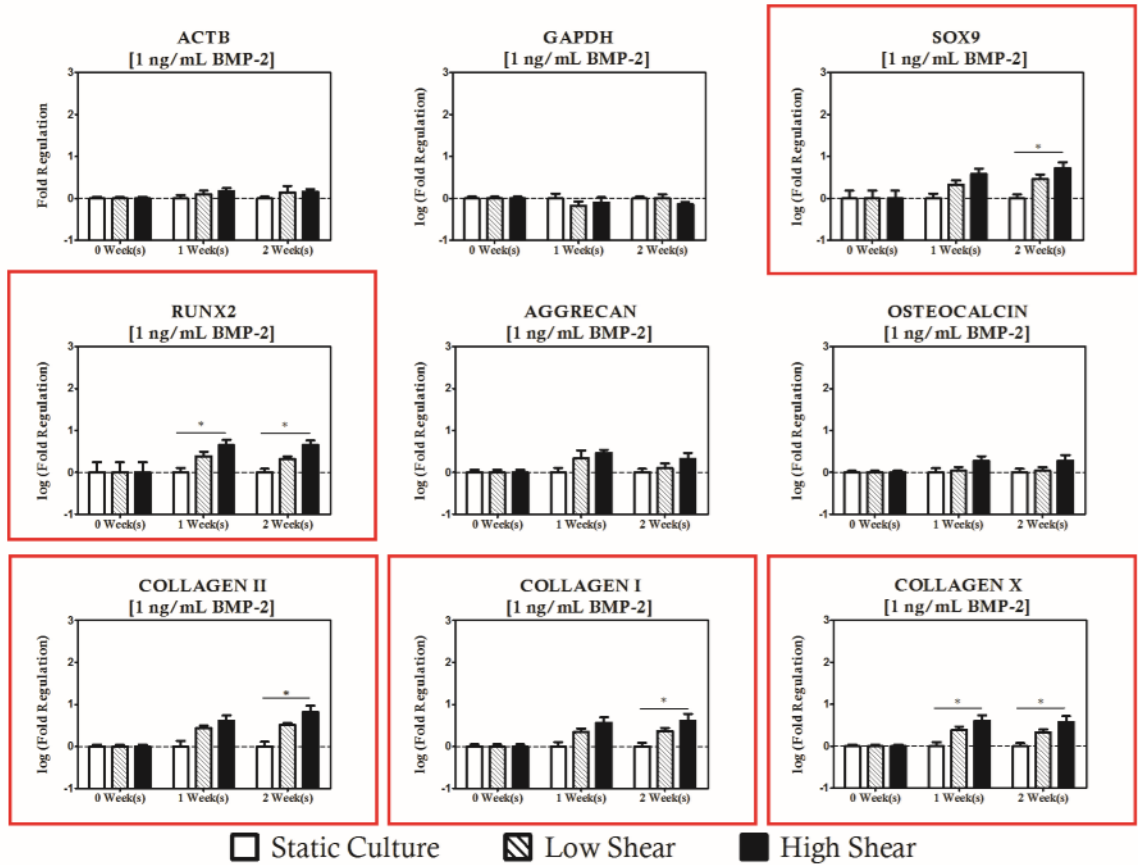 ACTB
[1 ng/mL BMP-2]
Fold Regulation
3
2
1
0
-1
0 Week(s) 1 Week(s) 2 Week(s)
GAPDH
[1 ng/mL BMP-2]
log (Fold Regulation)
3
2
1
0
-1
0 Week(s) 1 Week(s) 2 Week(s)
SOX9
[1 ng/mL BMP-2]
log (Fold Regulation)
3
2
1
0
-1
*
0 Week(s) 1 Week(s) 2 Week(s)
RUNX2
[1 ng/mL BMP-2]
log (Fold Regulation)
3
2
1
0
-1
* *
0 Week(s) 1 Week(s) 2 Week(s)
AGGRECAN
[1 ng/mL BMP-2]
log (Fold Regulation)
3
2
1
0
-1
0 Week(s) 1 Week(s) 2 Week(s)
OSTEOCALCIN
[1 ng/mL BMP-2]
log (Fold Regulation)
3
2
1
0
-1
0 Week(s) 1 Week(s) 2 Week(s)
COLLAGEN II
[1 ng/mL BMP-2]
log (Fold Regulation)
3
2
1
0
-1
*
0 Week(s) 1 Week(s) 2 Week(s)
COLLAGEN I
[1 ng/mL BMP-2]
log (Fold Regulation)
3
2
1
0
-1
*
0 Week(s) 1 Week(s) 2 Week(s)
COLLAGEN X
[1 ng/mL BMP-2]
log (Fold Regulation)
3
2
1
0
-1
* *
0 Week(s) 1 Week(s) 2 Week(s)
Static Culture Low Shear High Shear